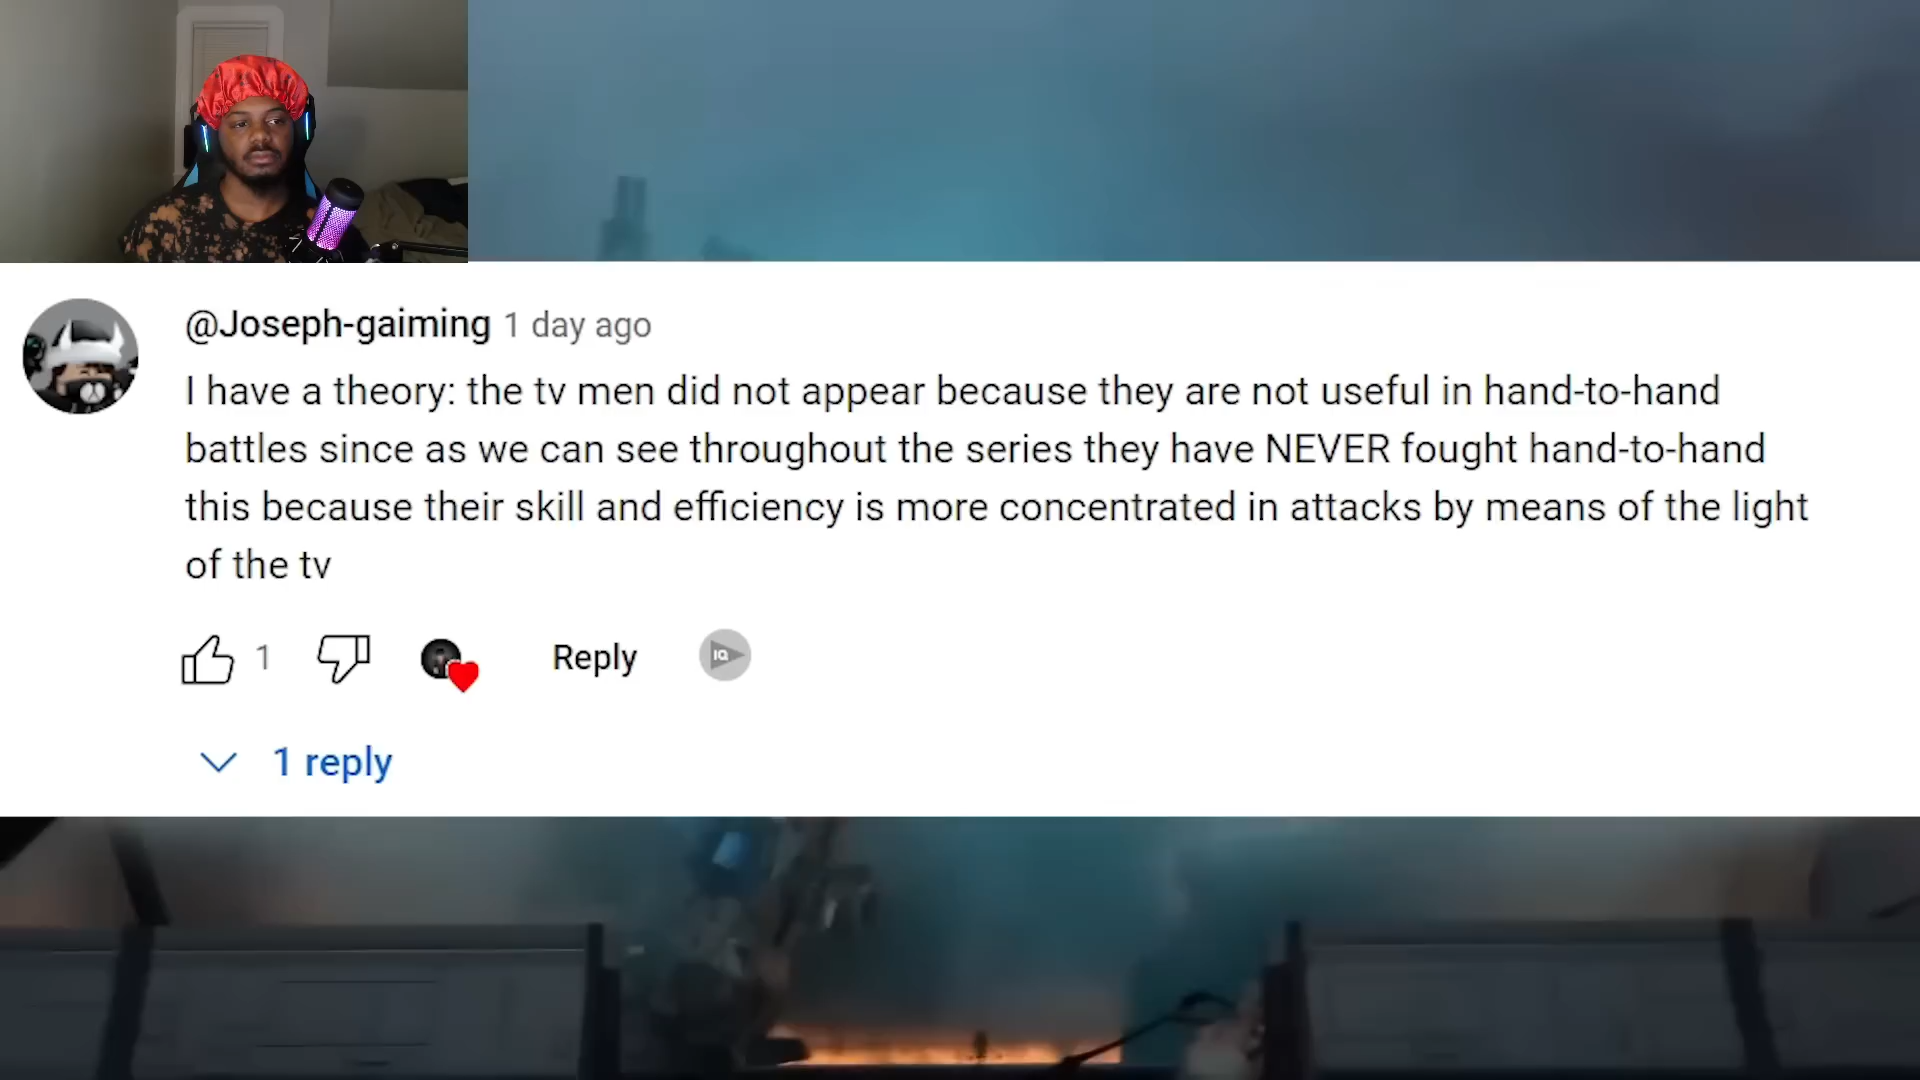 @Joseph-gaiming 1 day ago
I have a theory: the tv men did not appear because they are not useful in hand-to-hand
battles since as we can see throughout the series they have NEVER fought hand-to-hand
this because their skill and efficiency is more concentrated in attacks by means of the light
of the tv
1 Reply IQ
1 reply